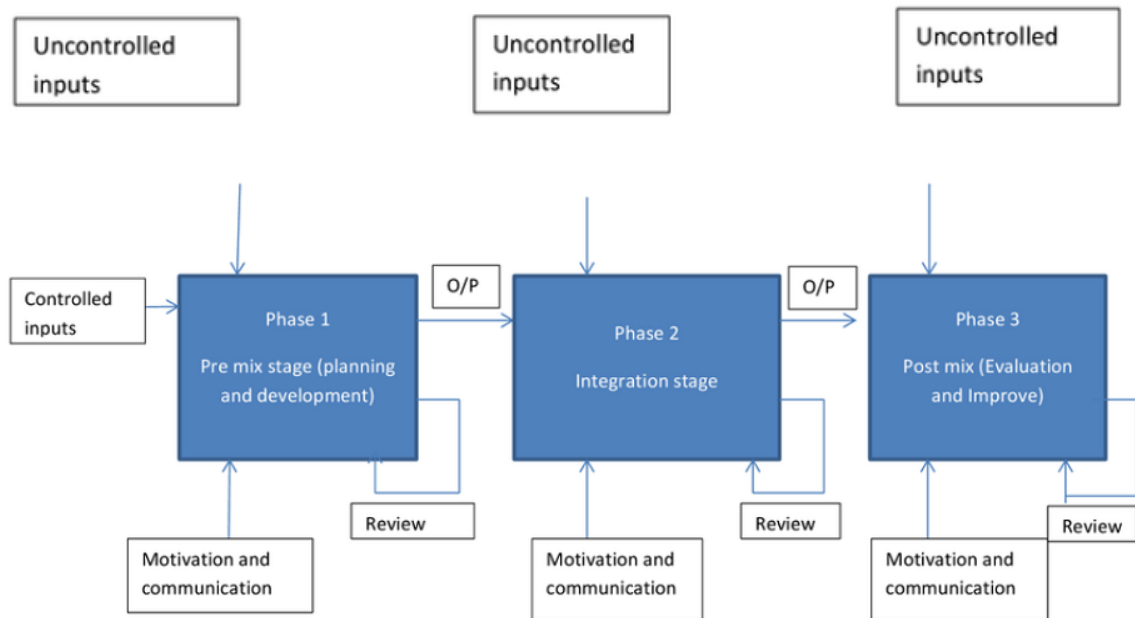 Uncontrolled
inputs
Uncontrolled
inputs
Uncontrolled
inputs
Controlled
inputs
Phase 1
Pre mix stage (planning
and development)
O/P
Phase 2
Integration stage
O/P
Phase 3
Post mix (Evaluation
and Improve)
Review
Review
Review
Motivation and
communication
Motivation and
communication
Motivation and
communication